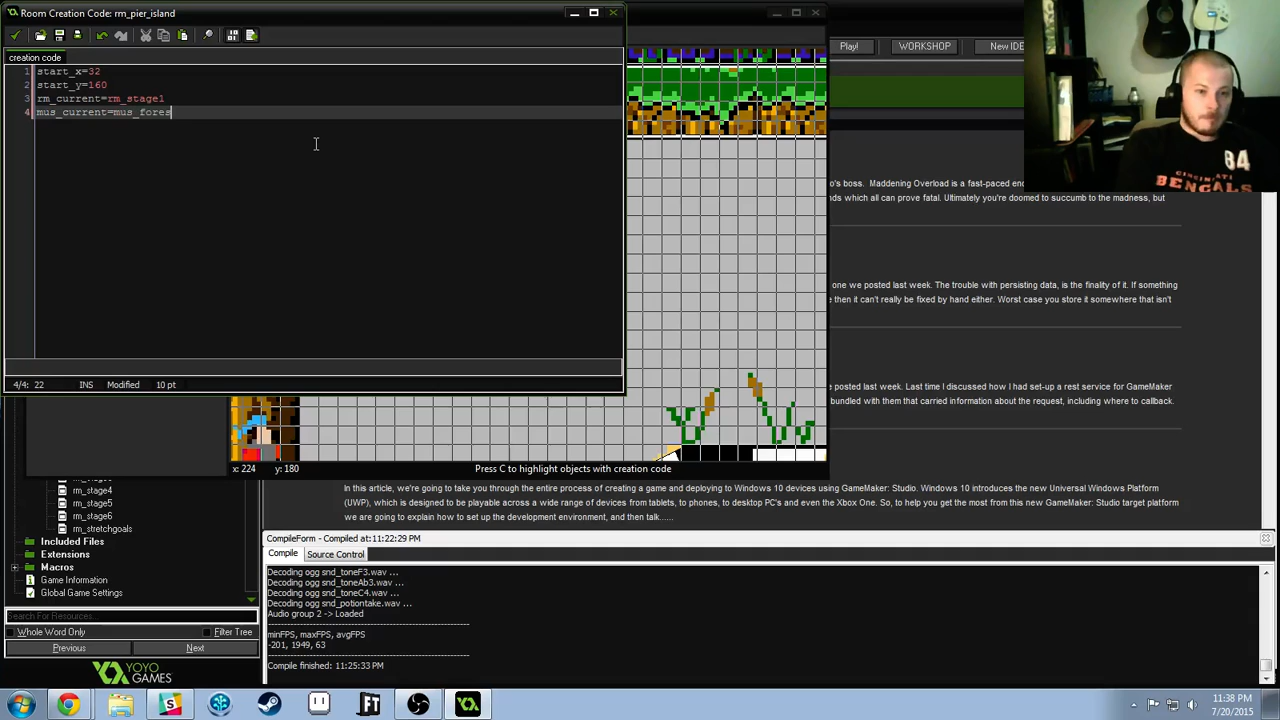 Room Creation Code: rm_pier_island
creation code
1 start_x=32
2 start_y=160
3 rm_current=rm_stage1
4 mus_current=mus_fores
4/4: 22 INS Modified 10 pt
x: 224 y: 180 Press C to highlight objects with creation code
Play!
WORKSHOP
New IDE
84
CINCINNATI
BENGALS
o's boss. Maddening Overload is a fast-paced
nds which all can prove fatal. Ultimately you're doomed to succumb to the madness, but
one we posted last week. The trouble with persisting data, is the finality of it. If something
then it can't really be fixed by hand either. Worst case you store it somewhere that isn't
posted last week. Last time I discussed how I had set-up a rest service for GameMaker
bundled with them that carried information about the request, including where to callback.
In this article, we're going to take you through the entire process of creating a game and deploying to Windows 10 devices using GameMaker: Studio. Windows 10 introduces the new Universal Windows Platform
(UWP), which is designed to be playable across a wide range of devices from tablets, to phones, to desktop PC's and even the Xbox One. So, to help you get the most from this new GameMaker: Studio target platform
we are going to explain how to set up the development environment, and then talk......
rm_stage4
rm_stage5
rm_stage6
rm_stretchgoals
Included Files
Extensions
Macros
Game Information
Global Game Settings
Search For Resources...
Whole Word Only
Filter Tree
Previous
Next
YOYO
GAMES
CompileForm - Compiled at:11:22:29 PM
Compile
Source Control
Decoding ogg snd_toneF3.wav ...
Decoding ogg snd_toneAb3.wav ...
Decoding ogg snd_toneC4.wav ...
Decoding ogg snd_potiontake.wav ...
Audio group 2 -> Loaded
minFPS, maxFPS, avgFPS
-201, 1949, 63
Compile finished: 11:25:33 PM
FT
11:38 PM
7/20/2015